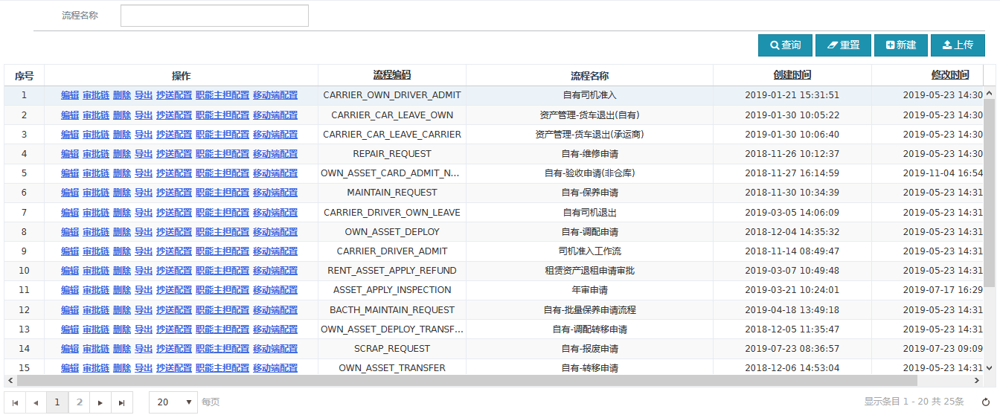 流程名称
查询 重置 新建 上传
序号 操作 流程编码 流程名称 创建时间 修改时间
1 编辑 审批链 删除 导出 抄送配置 职能主担配置 移动端配置 CARRIER_OWN_DRIVER_ADMIT 自有司机准入 2019-01-21 15:31:51 2019-05-23 14:30
2 编辑 审批链 删除 导出 抄送配置 职能主担配置 移动端配置 CARRIER_CAR_LEAVE_OWN 资产管理-货车退出(自有) 2019-01-30 10:05:22 2019-05-23 14:30
3 编辑 审批链 删除 导出 抄送配置 职能主担配置 移动端配置 CARRIER_CAR_LEAVE_CARRIER 资产管理-货车退出(承运商) 2019-01-30 10:06:40 2019-05-23 14:30
4 编辑 审批链 删除 导出 抄送配置 职能主担配置 移动端配置 REPAIR_REQUEST 自有-维修申请 2018-11-26 10:12:37 2019-05-23 14:30
5 编辑 审批链 删除 导出 抄送配置 职能主担配置 移动端配置 OWN_ASSET_CARD_ADMIT_N... 自有-验收申请(非仓库) 2018-11-27 16:14:59 2019-11-04 16:54
6 编辑 审批链 删除 导出 抄送配置 职能主担配置 移动端配置 MAINTAIN_REQUEST 自有-保养申请 2018-11-30 10:34:39 2019-05-23 14:31
7 编辑 审批链 删除 导出 抄送配置 职能主担配置 移动端配置 CARRIER_DRIVER_OWN_LEAVE 自有司机退出 2019-03-05 14:06:09 2019-05-23 14:31
8 编辑 审批链 删除 导出 抄送配置 职能主担配置 移动端配置 OWN_ASSET_DEPLOY 自有-调配申请 2018-12-04 14:35:32 2019-05-23 14:31
9 编辑 审批链 删除 导出 抄送配置 职能主担配置 移动端配置 CARRIER_DRIVER_ADMIT 司机准入工作流 2018-11-14 08:49:47 2019-05-23 14:31
10 编辑 审批链 删除 导出 抄送配置 职能主担配置 移动端配置 RENT_ASSET_APPLY_REFUND 租赁资产退租申请审批 2019-03-07 10:49:48 2019-05-23 14:31
11 编辑 审批链 删除 导出 抄送配置 职能主担配置 移动端配置 ASSET_APPLY_INSPECTION 年审申请 2019-03-21 10:24:01 2019-07-17 16:29
12 编辑 审批链 删除 导出 抄送配置 职能主担配置 移动端配置 BACTH_MAINTAIN_REQUEST 自有-批量保养申请流程 2019-04-18 13:49:18 2019-05-23 14:31
13 编辑 审批链 删除 导出 抄送配置 职能主担配置 移动端配置 OWN_ASSET_DEPLOY_TRANSF... 自有-调配转移申请 2018-12-05 11:35:47 2019-05-23 14:31
14 编辑 审批链 删除 导出 抄送配置 职能主担配置 移动端配置 SCRAP_REQUEST 自有-报废申请 2019-07-23 08:36:57 2019-07-23 09:09
15 编辑 审批链 删除 导出 抄送配置 职能主担配置 移动端配置 OWN_ASSET_TRANSFER 自有-转移申请 2018-12-06 14:53:04 2019-05-23 14:31
1 2 20 每页 显示条目 1 - 20 共 25条